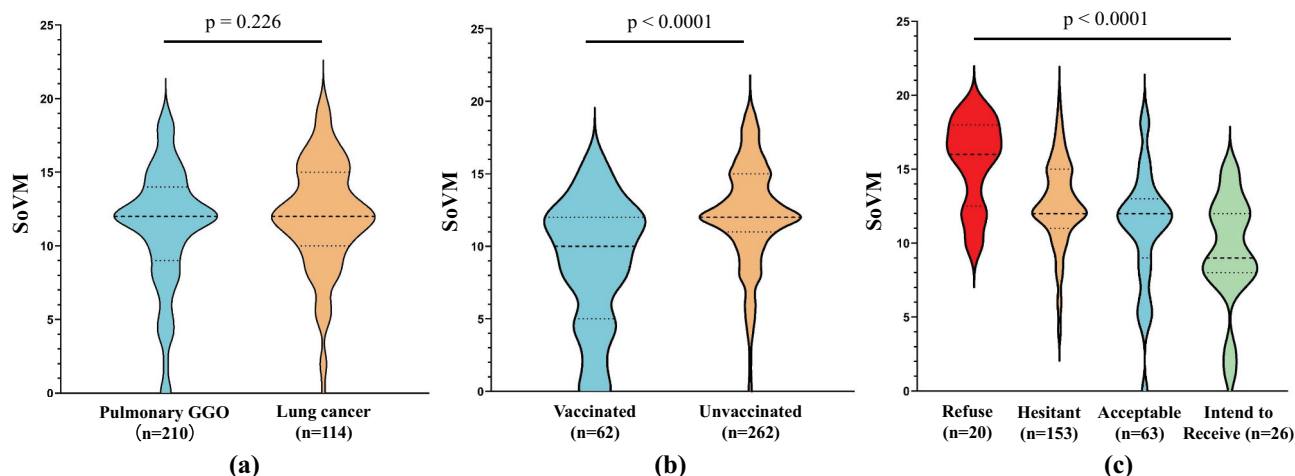 p = 0.226
25
20
15
10
5
0
SoVM
Pulmonary GGO
（n=210）
Lung cancer
(n=114)
(a)
p < 0.0001
25
20
15
10
5
0
SoVM
Vaccinated
(n=62)
Unvaccinated
(n=262)
(b)
p < 0.0001
25
20
15
10
5
0
SoVM
Refuse
(n=20)
Hesitant
(n=153)
Acceptable
(n=63)
Intend to
Receive (n=26)
(c)